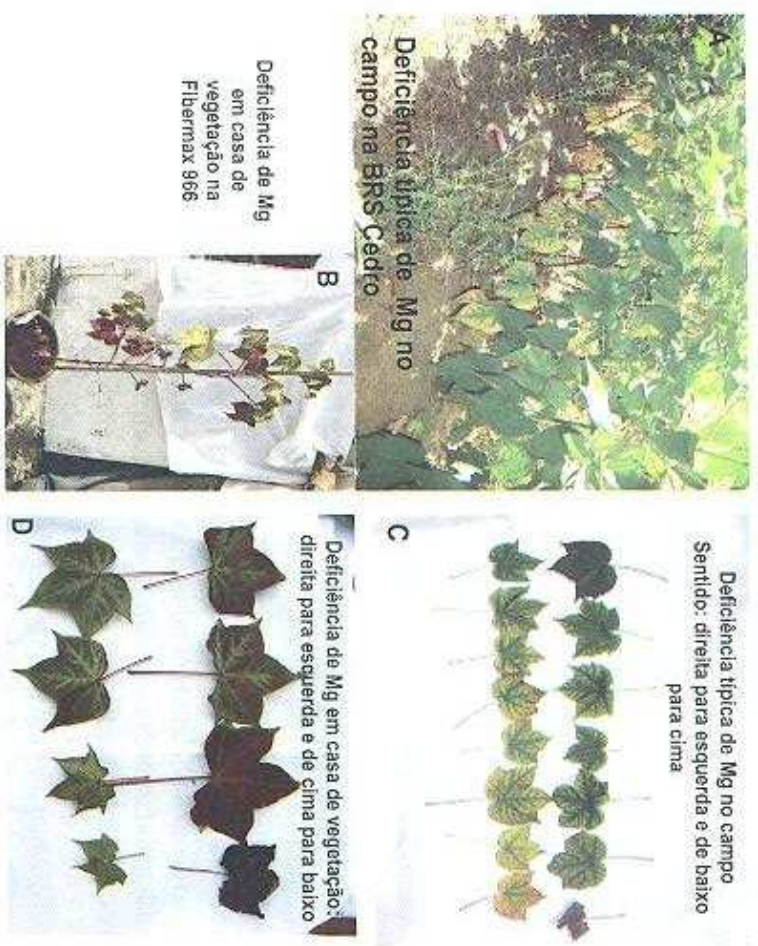 A
Deficiência típica de Mg no
campo na BRS Cedro
Deficiência de Mg
em casa de
vegetação na
Fibermax 966
B
Deficiência típica de Mg no campo
Sentido: direita para esquerda e de baixo
para cima
C
Deficiência de Mg em casa de vegetação:
direita para esquerda e de cima para baixo
D